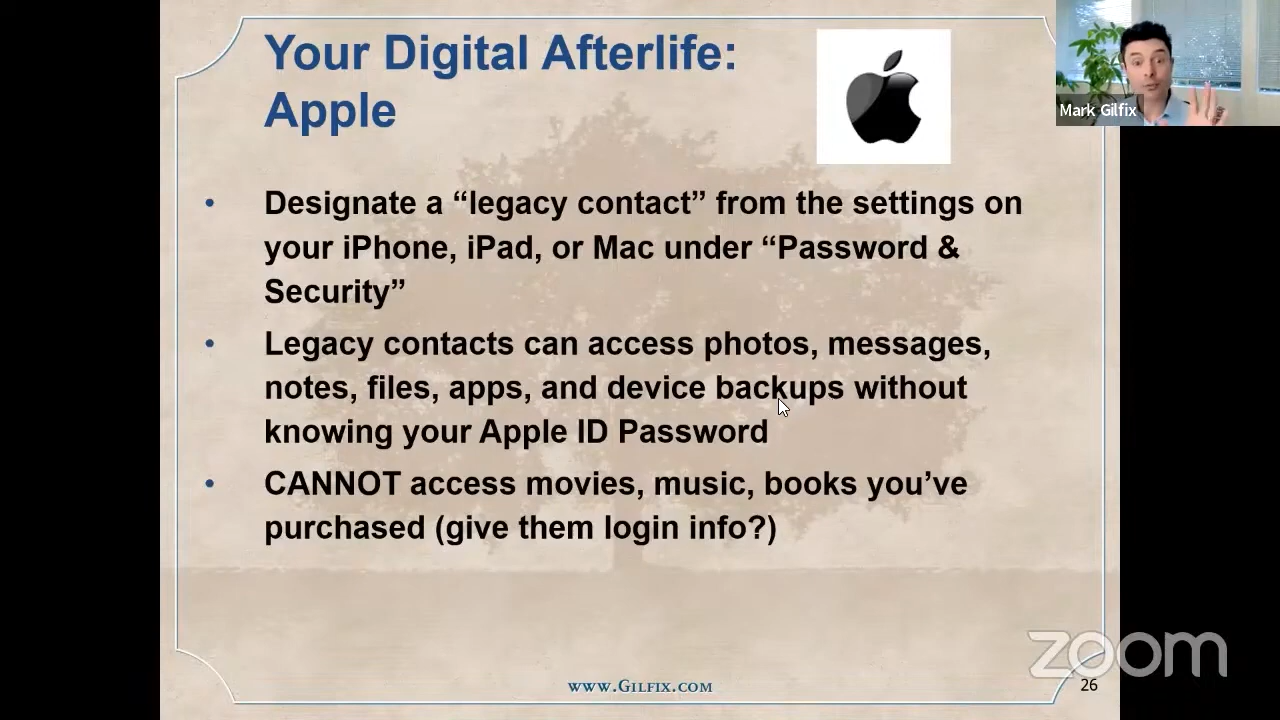 Your Digital Afterlife:
Apple
Mark Gilfix
• Designate a “legacy contact” from the settings on
your iPhone, iPad, or Mac under “Password &
Security”
• Legacy contacts can access photos, messages,
notes, files, apps, and device backups without
knowing your Apple ID Password
• CANNOT access movies, music, books you’ve
purchased (give them login info?)
zoom
www.Gilfix.com
26